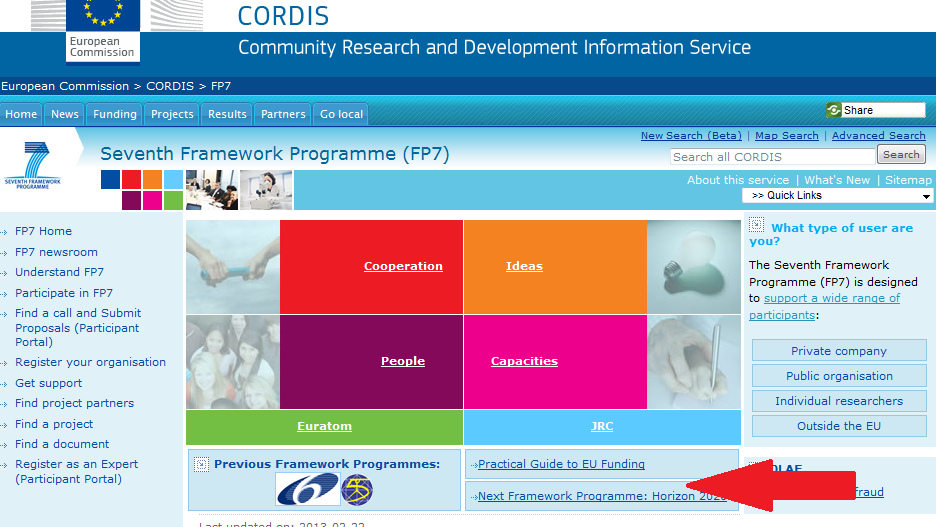 CORDIS
European
Commission
Community Research and Development Information Service
European Commission > CORDIS > FP7
Home News Funding Projects Results Partners Go local
Share
New Search (Beta) | Map Search | Advanced Search
Seventh Framework Programme (FP7)
Search all CORDIS Search
7
SEVENTH FRAMEWORK
PROGRAMME
About this service | What's New | Sitemap
>> Quick Links
FP7 Home
FP7 newsroom
Understand FP7
Participate in FP7
Find a call and Submit
Proposals (Participant
Portal)
Register your organisation
Get support
Find project partners
Find a project
Find a document
Register as an Expert
(Participant Portal)
Cooperation
Ideas
People
Capacities
Euratom
JRC
Previous Framework Programmes:
6 5
Practical Guide to EU Funding
Next Framework Programme: Horizon 2020
Last updated on: 2013-02-22
What type of user are
you?
The Seventh Framework
Programme (FP7) is designed
to support a wide range of
participants:
Private company
Public organisation
Individual researchers
Outside the EU
OLAF
fraud